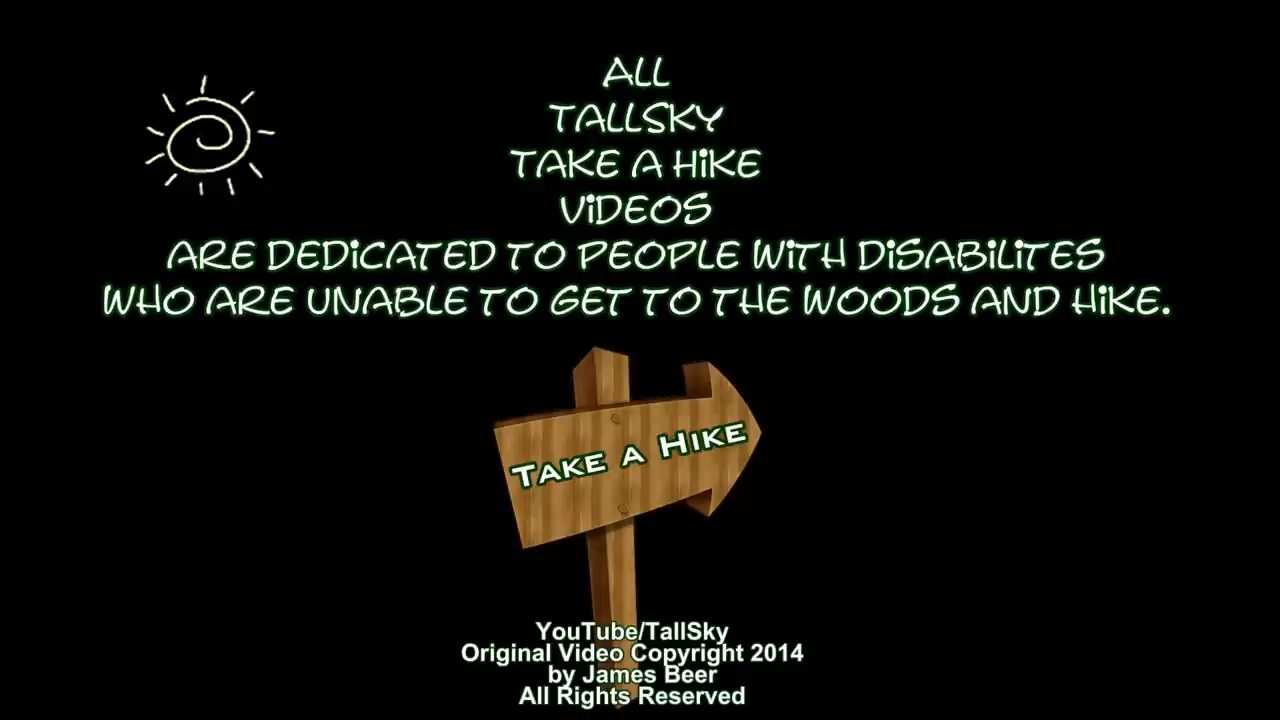 ALL
TALLSKY
TAKE A HiKE
ViDEOS
ARE DEDiCATED TO PEOPLE WiTH DiSABiLiTES
WHO ARE UNABLE TO GET TO THE WOODS AND HiKE.
TAKE A HIKE
YouTube/TallSky
Original Video Copyright 2014
by James Beer
All Rights Reserved